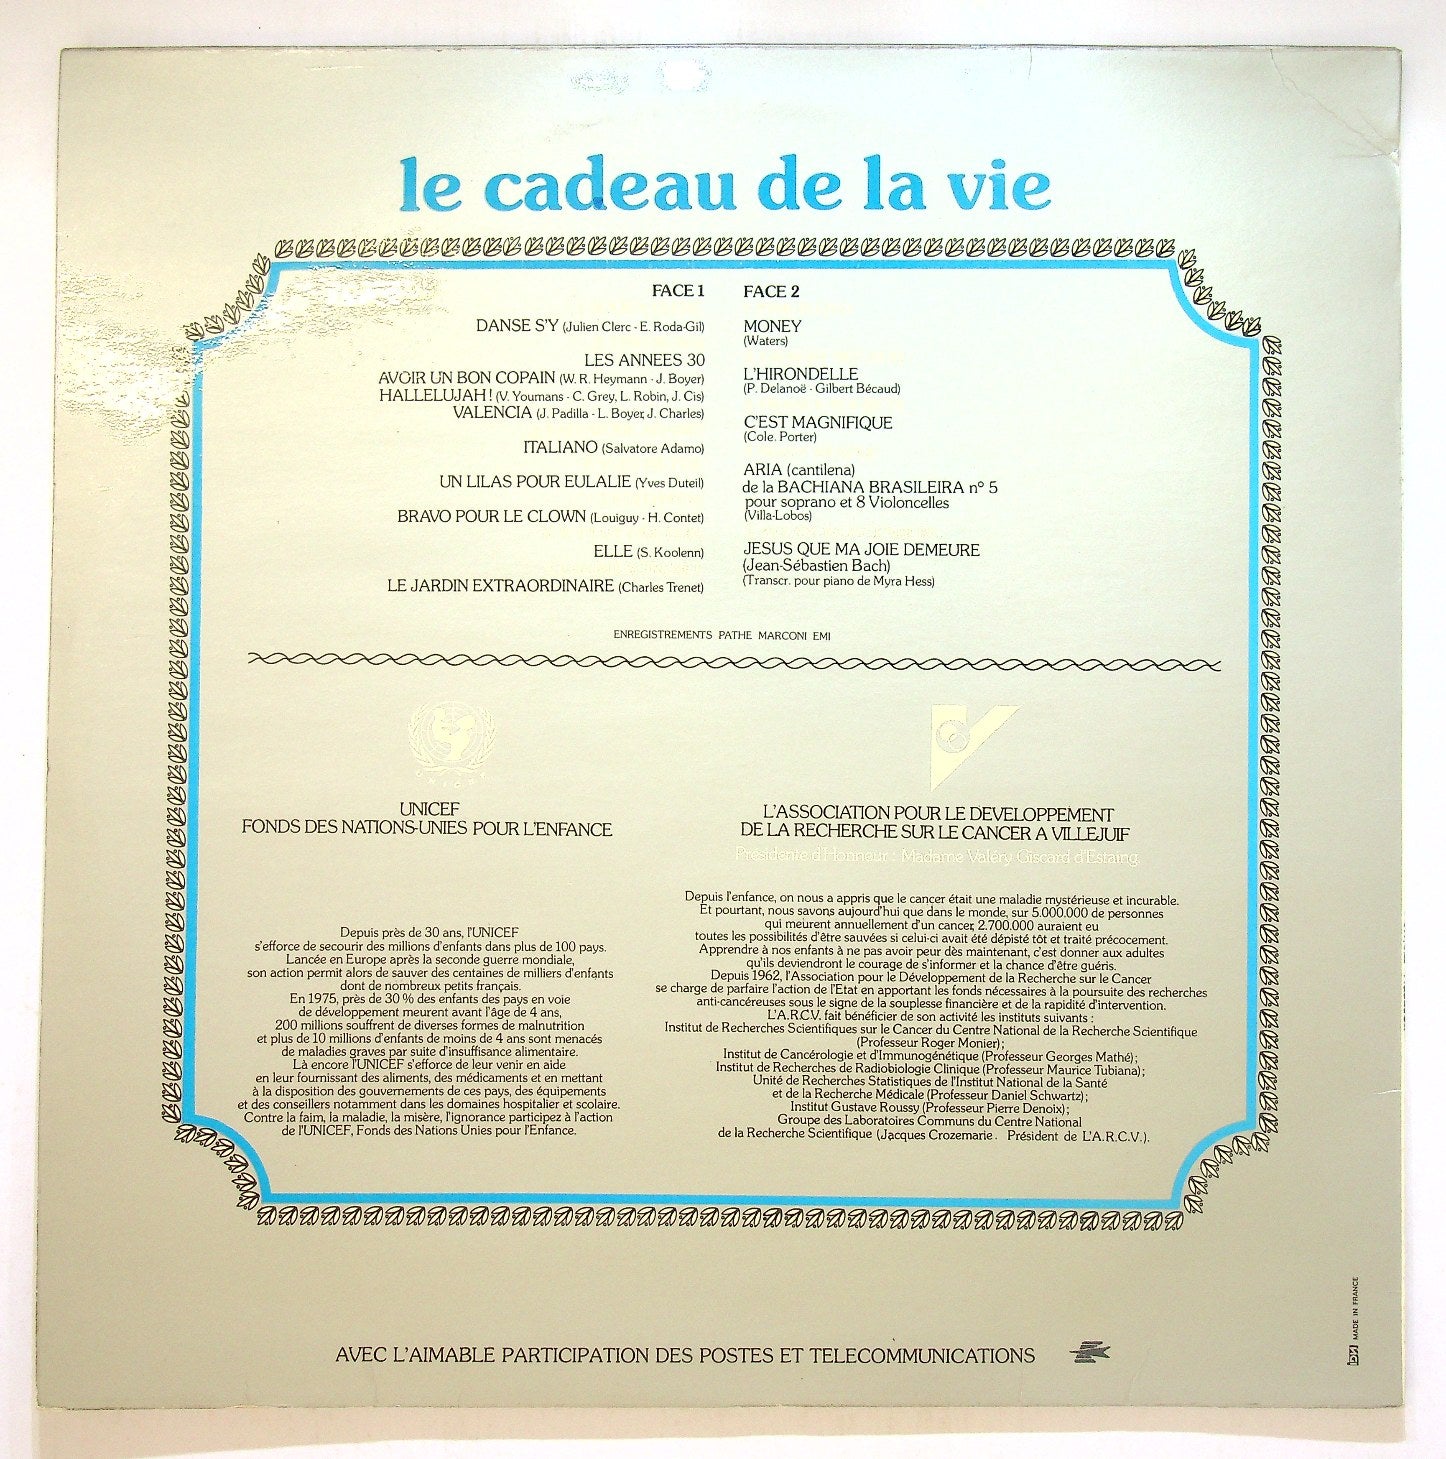 le cadeau de la vie
FACE 1
DANSE S'Y (Julien Clerc - E. Roda-Gil)
LES ANNEES 30
AVOIR UN BON COPAIN (W. R. Heymann - J. Boyer)
HALLELUJAH ! (V. Youmans - C. Grey, L. Robin, J. Cis)
VALENCIA (J. Padilla - L. Boyer, J. Charles)
ITALIANO (Salvatore Adamo)
UN LILAS POUR EULALIE (Yves Duteil)
BRAVO POUR LE CLOWN (Louiguy - H. Contet)
ELLE (S. Koolenn)
LE JARDIN EXTRAORDINAIRE (Charles Trenet)
FACE 2
MONEY
(Waters)
L'HIRONDELLE
(P. Delanoë - Gilbert Bécaud)
C'EST MAGNIFIQUE
(Cole. Porter)
ARIA (cantilena)
de la BACHIANA BRASILEIRA n° 5
pour soprano et 8 Violoncelles
(Villa-Lobos)
JESUS QUE MA JOIE DEMEURE
(Jean-Sébastien Bach)
(Transcr. pour piano de Myra Hess)
ENREGISTREMENTS PATHE MARCONI EMI
UNICEF
FONDS DES NATIONS-UNIES POUR L'ENFANCE
Depuis près de 30 ans, l'UNICEF
s'efforce de secourir des millions d'enfants dans plus de 100 pays.
Lancée en Europe après la seconde guerre mondiale,
son action permit alors de sauver des centaines de milliers d'enfants
dont de nombreux petits français.
En 1975, près de 30 % des enfants des pays en voie
de développement meurent avant l'âge de 4 ans,
200 millions souffrent de diverses formes de malnutrition
et plus de 10 millions d'enfants de moins de 4 ans sont menacés
de maladies graves par suite d'insuffisance alimentaire.
Là encore l'UNICEF s'efforce de leur venir en aide
en leur fournissant des aliments, des médicaments et en mettant
à la disposition des gouvernements de ces pays, des équipements
et des conseillers notamment dans les domaines hospitalier et scolaire.
Contre la faim, la maladie, la misère, l'ignorance participez à l'action
de l'UNICEF, Fonds des Nations Unies pour l'Enfance.
L'ASSOCIATION POUR LE DEVELOPPEMENT
DE LA RECHERCHE SUR LE CANCER A VILLEJUIF
Présidente d'Honneur : Madame Valéry Giscard d'Estaing
Depuis l'enfance, on nous a appris que le cancer était une maladie mystérieuse et incurable.
Et pourtant, nous savons aujourd'hui que dans le monde, sur 5.000.000 de personnes
qui meurent annuellement d'un cancer, 2.700.000 auraient eu
toutes les possibilités d'être sauvées si celui-ci avait été dépisté tôt et traité précocement.
Apprendre à nos enfants à ne pas avoir peur dès maintenant, c'est donner aux adultes
qu'ils deviendront le courage de s'informer et la chance d'être guéris.
Depuis 1962, l'Association pour le Développement de la Recherche sur le Cancer
se charge de parfaire l'action de l'Etat en apportant les fonds nécessaires à la poursuite des recherches
anti-cancéreuses sous le signe de la souplesse financière et de la rapidité d'intervention.
L'A.R.C.V. fait bénéficier de son activité les instituts suivants :
Institut de Recherches Scientifiques sur le Cancer du Centre National de la Recherche Scientifique
(Professeur Roger Monier) ;
Institut de Cancérologie et d'Immunogénétique (Professeur Georges Mathé) ;
Institut de Recherches de Radiobiologie Clinique (Professeur Maurice Tubiana) ;
Unité de Recherches Statistiques de l'Institut National de la Santé
et de la Recherche Médicale (Professeur Daniel Schwartz) ;
Institut Gustave Roussy (Professeur Pierre Denoix) ;
Groupe des Laboratoires Communs du Centre National
de la Recherche Scientifique (Jacques Crozemarie. Président de L'A.R.C.V.).
AVEC L'AIMABLE PARTICIPATION DES POSTES ET TELECOMMUNICATIONS
MADE IN FRANCE